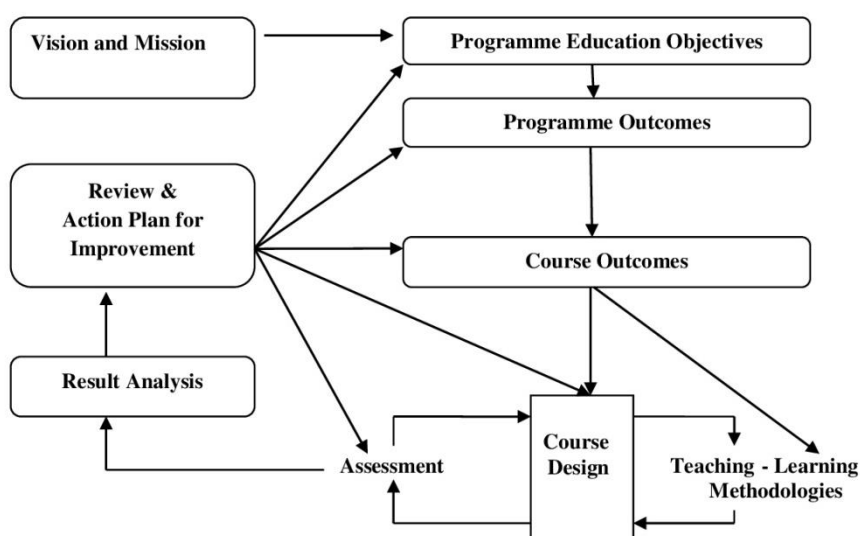 Vision and Mission
Programme Education Objectives
Programme Outcomes
Review &
Action Plan for
Improvement
Course Outcomes
Result Analysis
Assessment
Course
Design
Teaching - Learning
Methodologies